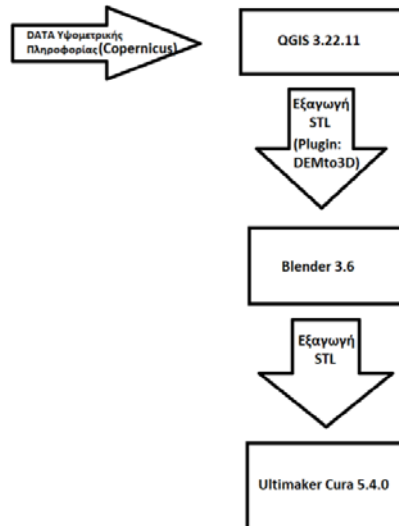 DATA Υψομετρικής
Πληροφορίας(Copernicus)
QGIS 3.22.11
Εξαγωγή
STL
(Plugin:
DEMto3D)
Blender 3.6
Εξαγωγή
STL
Ultimaker Cura 5.4.0